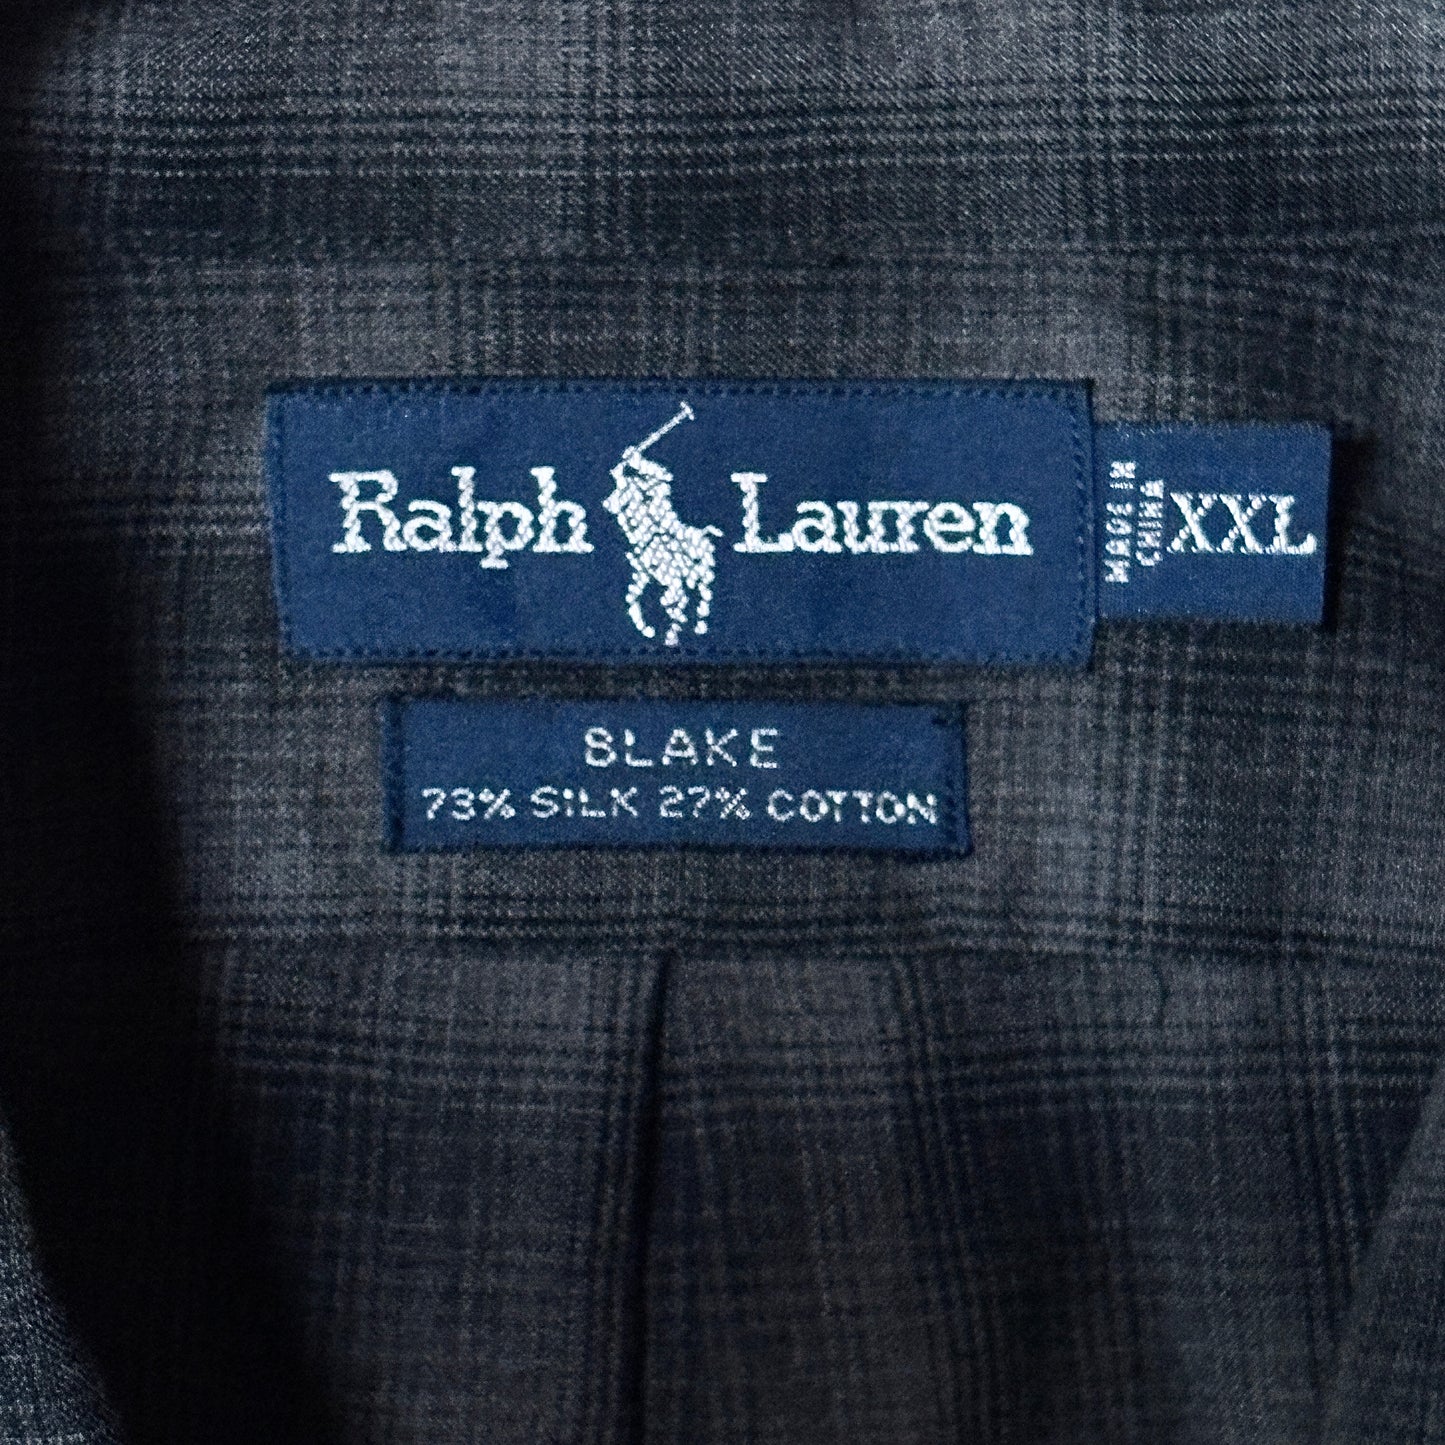 Ralph Lauren
MADE IN
CHINA
XXL
BLAKE
73% SILK 27% COTTON